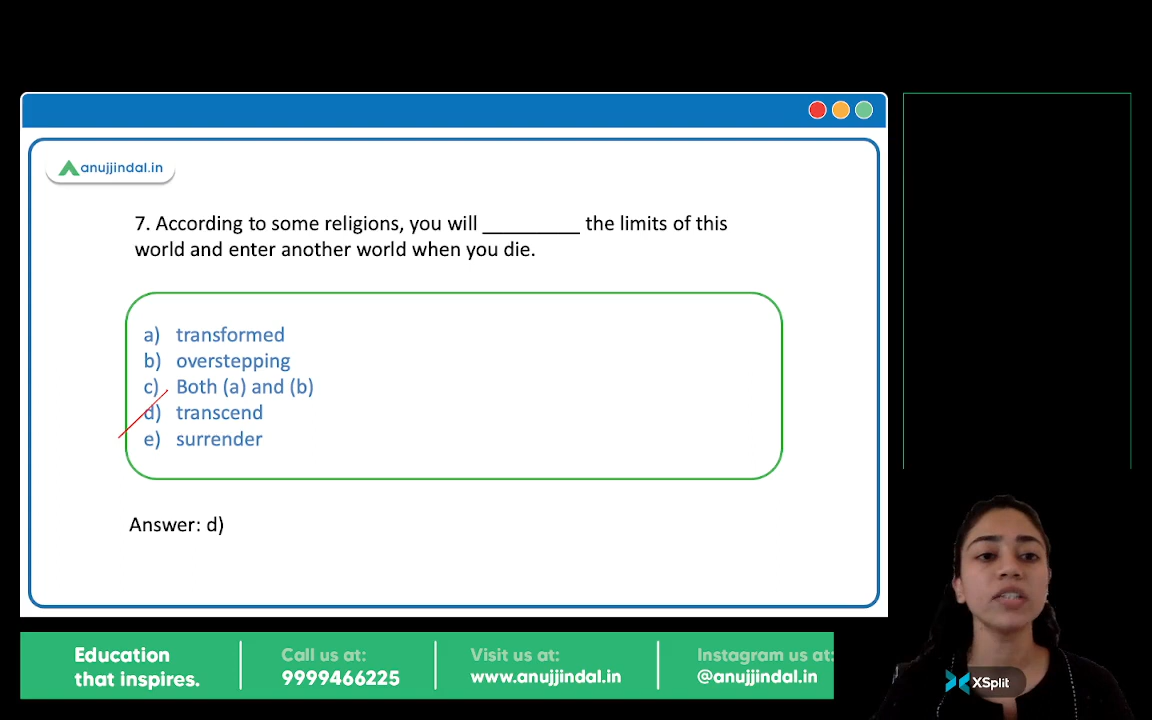 anujjindal.in
7. According to some religions, you will __________ the limits of this
world and enter another world when you die.
a) transformed
b) overstepping
c) Both (a) and (b)
d) transcend
e) surrender
Answer: d)
Education
that inspires.
Call us at:
9999466225
Visit us at:
www.anujjindal.in
Instagram us at:
@anujjindal.in
XSplit